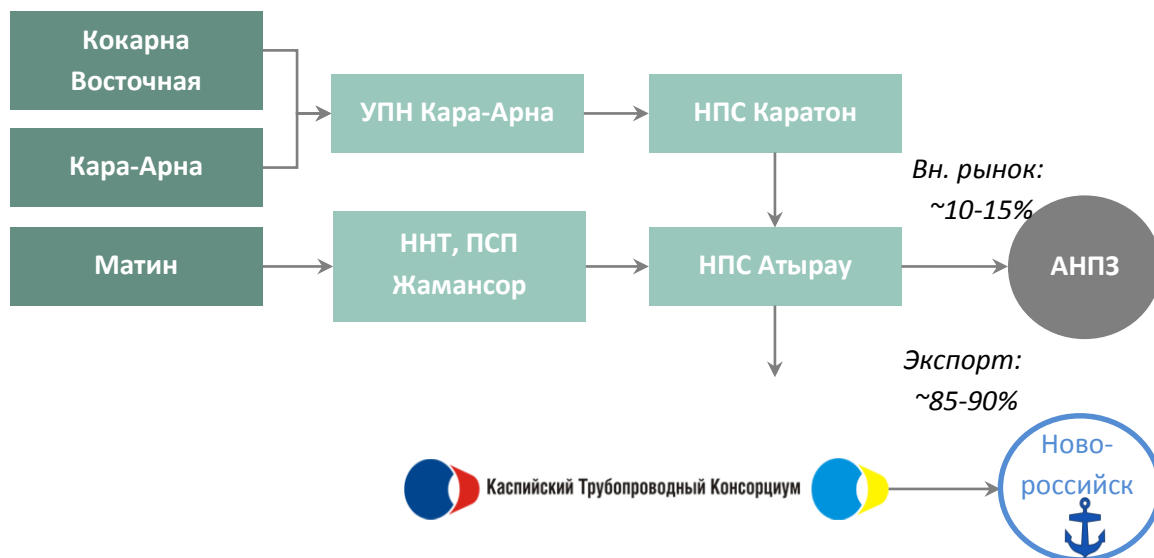 Кокарна
Восточная
УПН Кара-Арна
НПС Каратон
Кара-Арна
Вн. рынок:
~10-15%
Матин
ННТ, ПСП
Жамансор
НПС Атырау
АНПЗ
Экспорт:
~85-90%
Каспийский Трубопроводный Консорциум
Ново-
российск